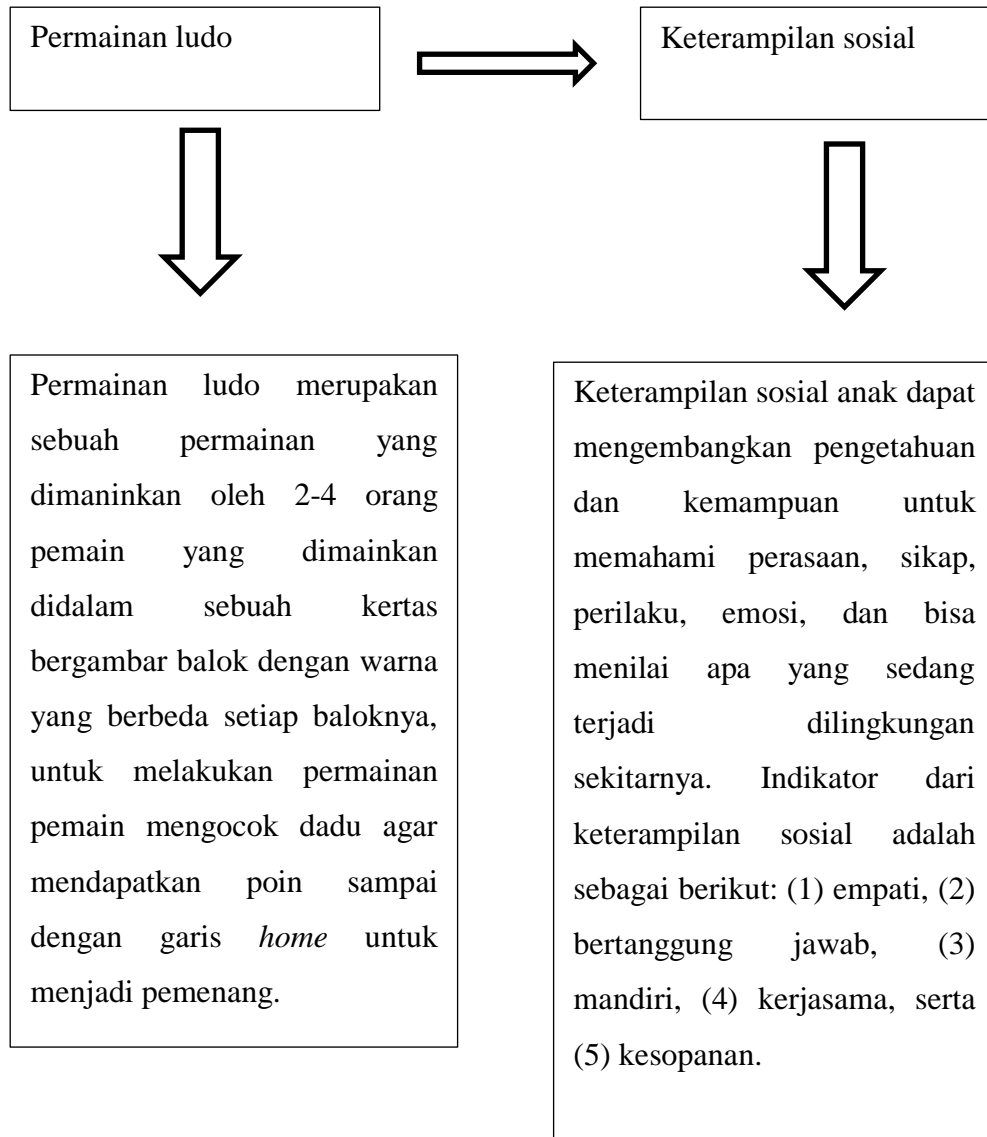 Permainan ludo
Keterampilan sosial
Permainan ludo merupakan
sebuah permainan yang
dimaninkan oleh 2-4 orang
pemain yang dimainkan
didalam sebuah kertas
bergambar balok dengan warna
yang berbeda setiap baloknya,
untuk melakukan permainan
pemain mengocok dadu agar
mendapatkan poin sampai
dengan garis home untuk
menjadi pemenang.
Keterampilan sosial anak dapat
mengembangkan pengetahuan
dan kemampuan untuk
memahami perasaan, sikap,
perilaku, emosi, dan bisa
menilai apa yang sedang
terjadi dilingkungan
sekitarnya. Indikator dari
keterampilan sosial adalah
sebagai berikut: (1) empati, (2)
bertanggung jawab, (3)
mandiri, (4) kerjasama, serta
(5) kesopanan.